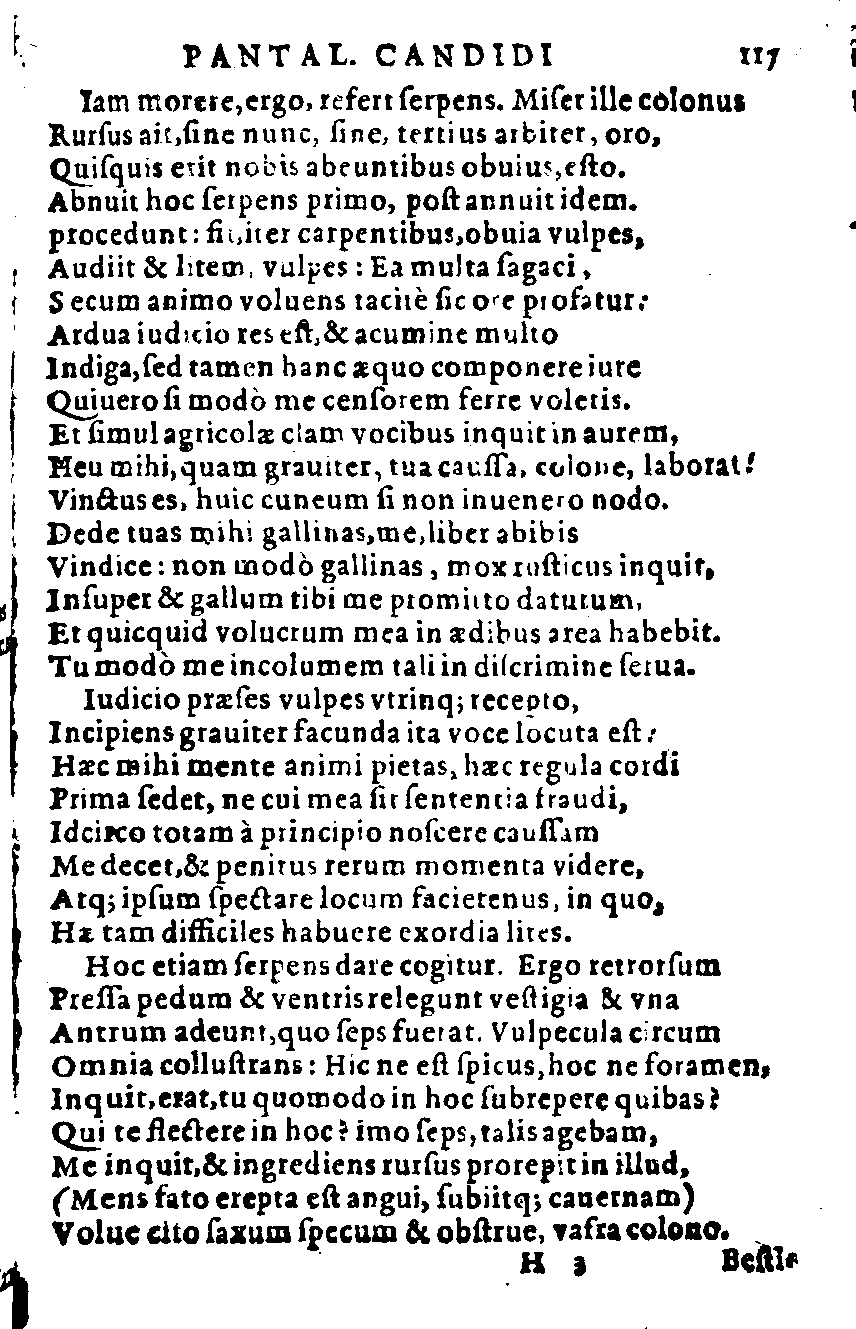 PANTAL. CANDIDI 117
Iam morere, ergo, refert ſerpens. Miſer ille colonus
Rurſus ait, ſine nunc, ſine, tertius arbiter, oro,
Quiſquis erit nobis abeuntibus obuius, eſto.
Abnuit hoc ſerpens primo, poſt annuit idem.
procedunt: fit, iter carpentibus, obuia vulpes,
Audiit & litem, vulpes: Ea multa ſagaci,
Secum animo voluens tacitè ſic ore profatur:
Ardua iudicio res eſt, & acumine multo
Indiga, ſed tamen hanc æquo componere iure
Quiuero ſi modò me cenſorem ferre voletis.
Et ſimul agricolæ clam vocibus inquit in aurem,
Heu mihi, quam grauiter, tua cauſſa, colone, laborat!
Vinctus es, huic cuneum ſi non inuenero nodo.
Dede tuas mihi gallinas, me, liber abibis
Vindice: non modò gallinas, mox ruſticus inquit,
Inſuper & gallum tibi me promitto daturum,
Et quicquid volucrum mea in ædibus area habebit.
Tu modò me incolumem tali in diſcrimine ſerua.
Iudicio præſes vulpes vtrinq; recepto,
Incipiens grauiter facunda ita voce locuta eſt:
Hæc mihi mente animi pietas, hæc regula cordi
Prima ſedet, ne cui mea ſit ſententia fraudi,
Idcirco totam à principio noſcere cauſſam
Me decet, & penitus rerum momenta videre,
Atq; ipſum ſpectare locum facietenus, in quo,
Hæ tam difficiles habuere exordia lites.
Hoc etiam ſerpens dare cogitur. Ergo retrorſum
Preſſa pedum & ventris relegunt veſtigia & vna
Antrum adeunt, quo ſeps fuerat. Vulpecula circum
Omnia colluſtrans: Hic ne eſt ſpicus, hoc ne foramen,
Inquit, erat, tu quomodo in hoc ſubrepere quibas?
Qui te flectere in hoc? imo ſeps, talis agebam,
Me inquit, & ingrediens rurſus prorepit in illud,
(Mens fato erepta eſt angui, ſubiitq; cauernam)
Volue cito ſaxum ſpecum & obſtrue, vafra colono.
H 3 Beſtia